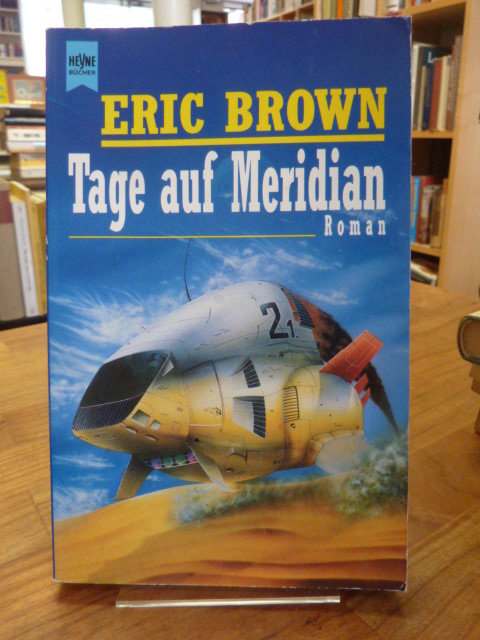 HEYNE
BÜCHER
ERIC BROWN
Tage auf Meridian
Roman
21